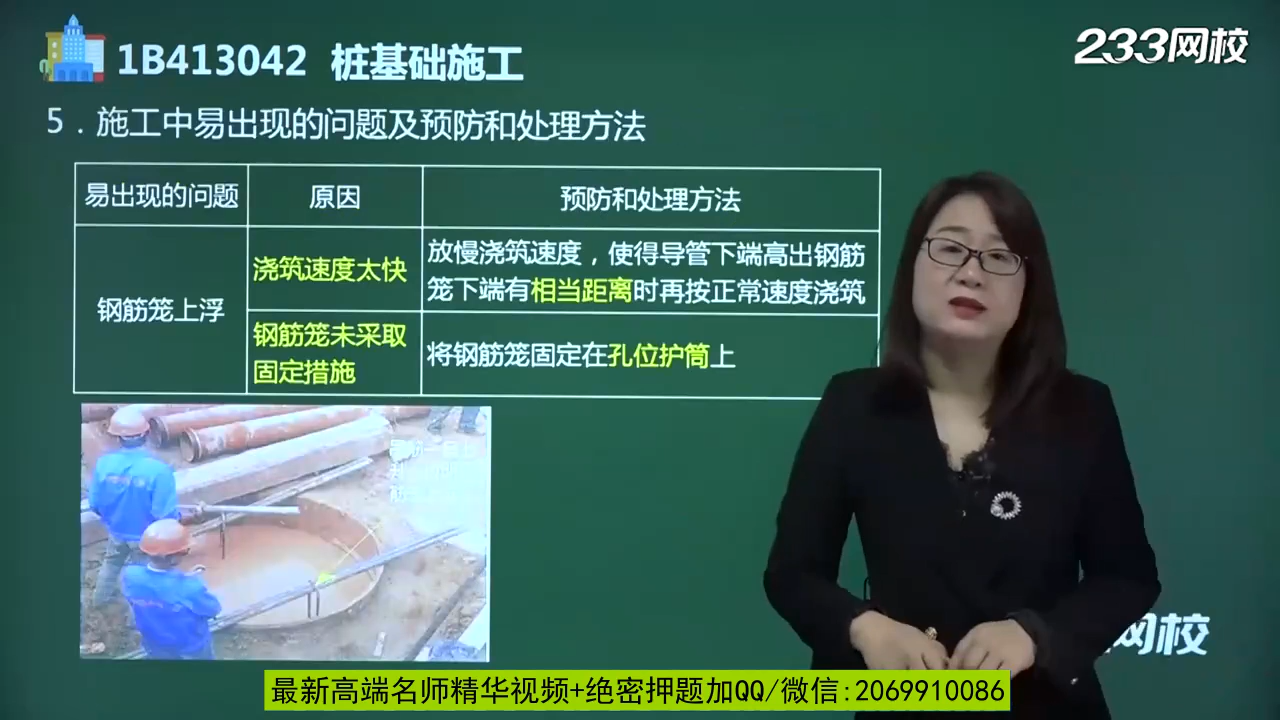 1B413042 桩基础施工
233网校
5．施工中易出现的问题及预防和处理方法
易出现的问题 原因 预防和处理方法
钢筋笼上浮
浇筑速度太快
放慢浇筑速度，使得导管下端高出钢筋
笼下端有相当距离时再按正常速度浇筑
钢筋笼未采取
固定措施
将钢筋笼固定在孔位护筒上
网校
最新高端名师精华视频+绝密押题加QQ/微信:2069910086